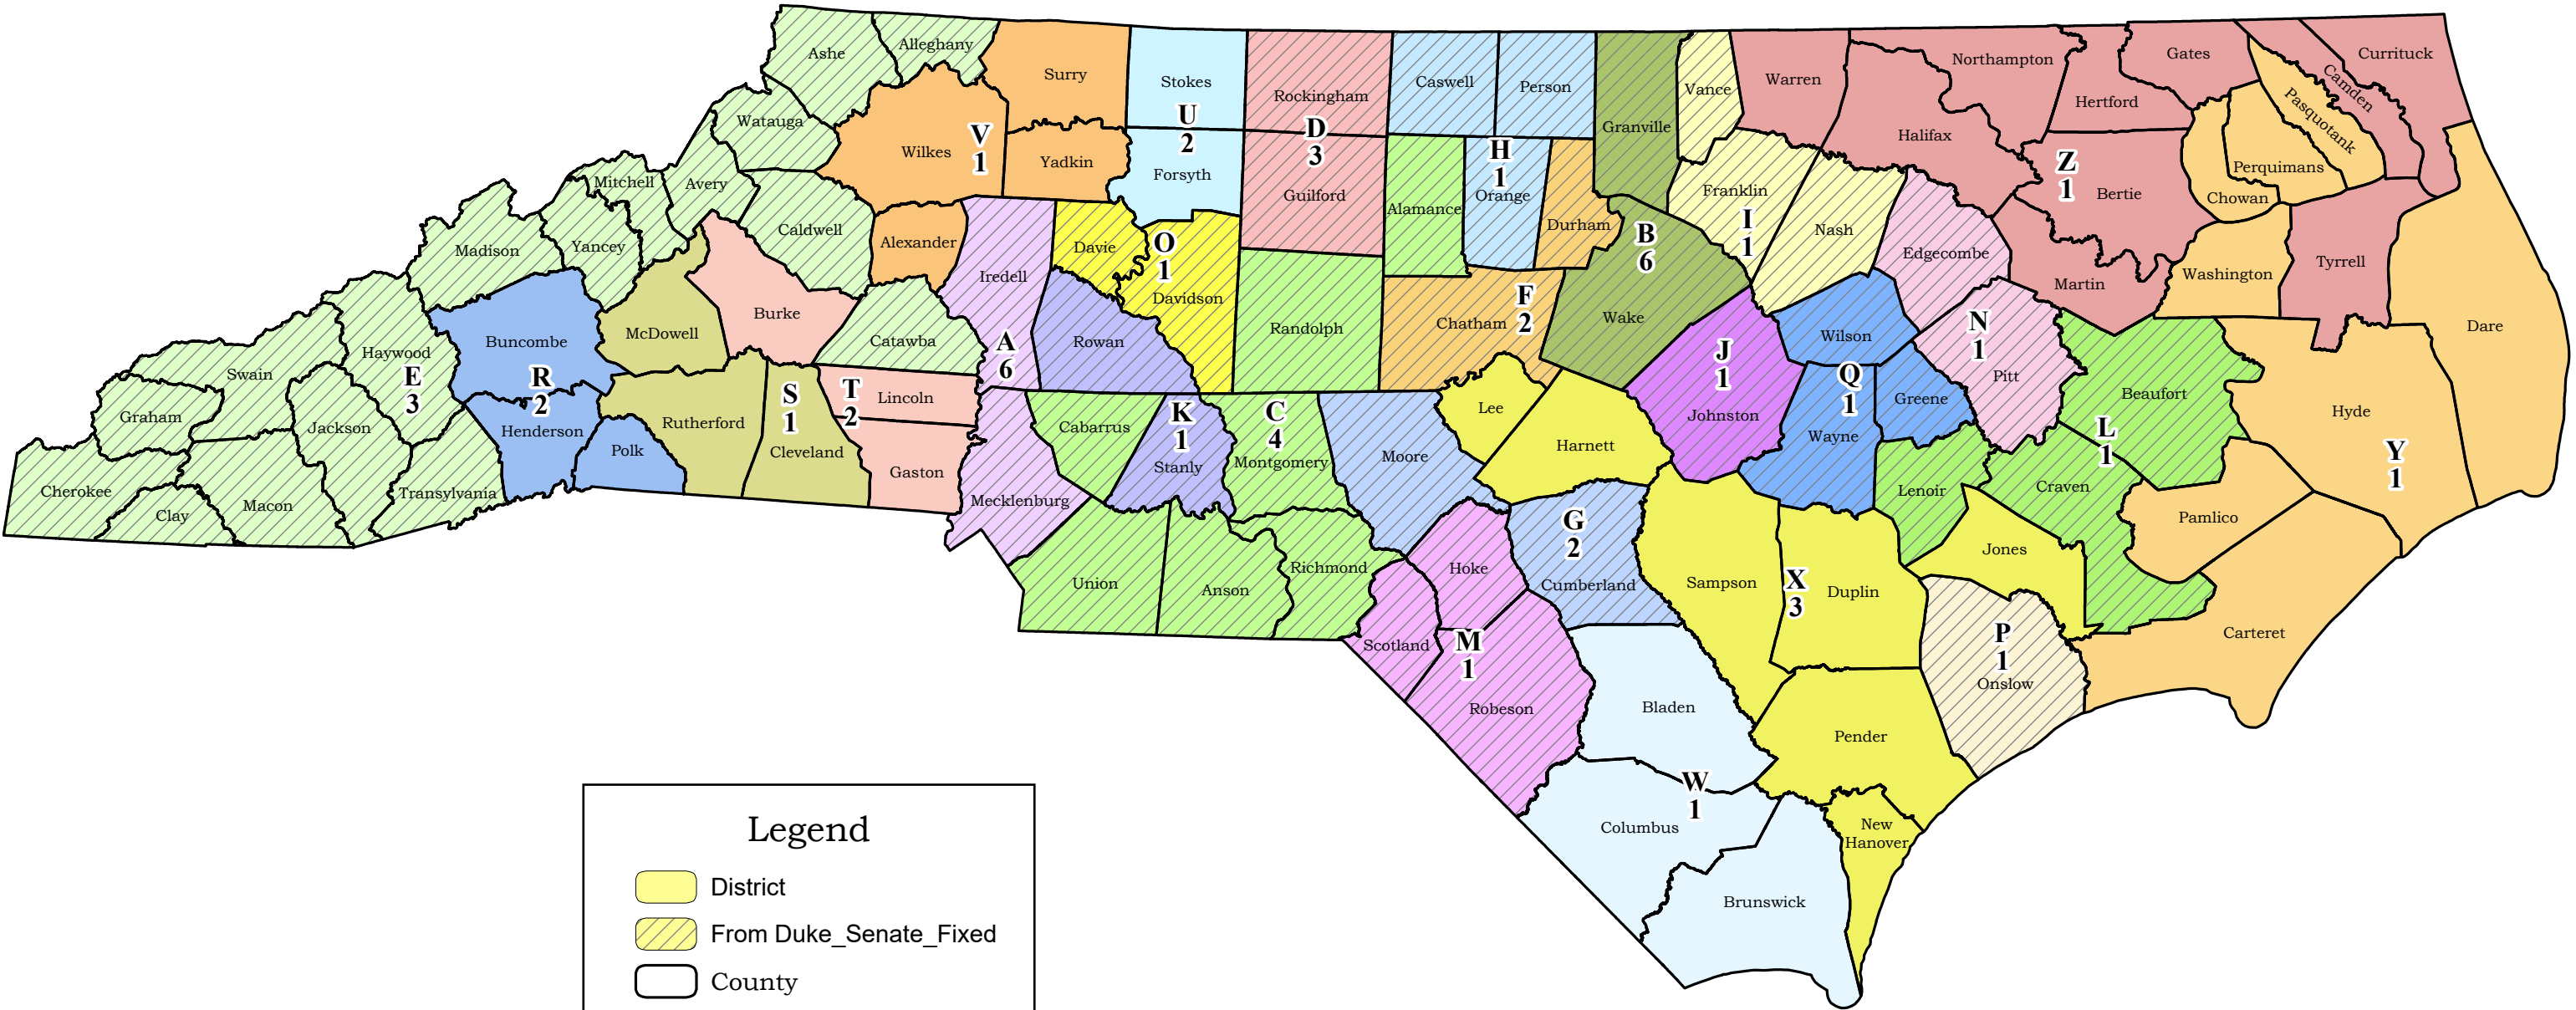 Ashe
Alleghany
Surry
Stokes
Rockingham
Caswell
Person
Granville
Vance
Warren
Northampton
Gates
Camden
Currituck
Hertford
Halifax
Pasquotank
Perquimans
Chowan
Bertie
Z
1
Watauga
Wilkes
V
1
Yadkin
U
2
Forsyth
D
3
Guilford
Alamance
H
1
Orange
Durham
Franklin
I
1
Nash
Edgecombe
Martin
Washington
Tyrrell
Dare
Mitchell
Avery
Caldwell
Alexander
Iredell
Davie
O
1
Davidson
Randolph
Chatham
F
2
B
6
Wake
Madison
Yancey
McDowell
Burke
Catawba
A
6
Rowan
Wilson
N
1
Pitt
Beaufort
Hyde
Y
1
Buncombe
R
2
Haywood
E
3
Swain
Graham
Jackson
Henderson
Polk
Rutherford
S
1
Cleveland
T
2
Lincoln
Gaston
Cabarrus
K
1
Stanly
C
4
Montgomery
Moore
Lee
Harnett
J
1
Johnston
Q
1
Wayne
Greene
L
1
Craven
Lenoir
Pamlico
Cherokee
Clay
Macon
Transylvania
Mecklenburg
Union
Anson
Richmond
Hoke
G
2
Cumberland
Sampson
X
3
Duplin
Jones
P
1
Onslow
Carteret
Scotland
M
1
Robeson
Bladen
Pender
W
1
Columbus
New
Hanover
Brunswick
Legend
District
From Duke_Senate_Fixed
County